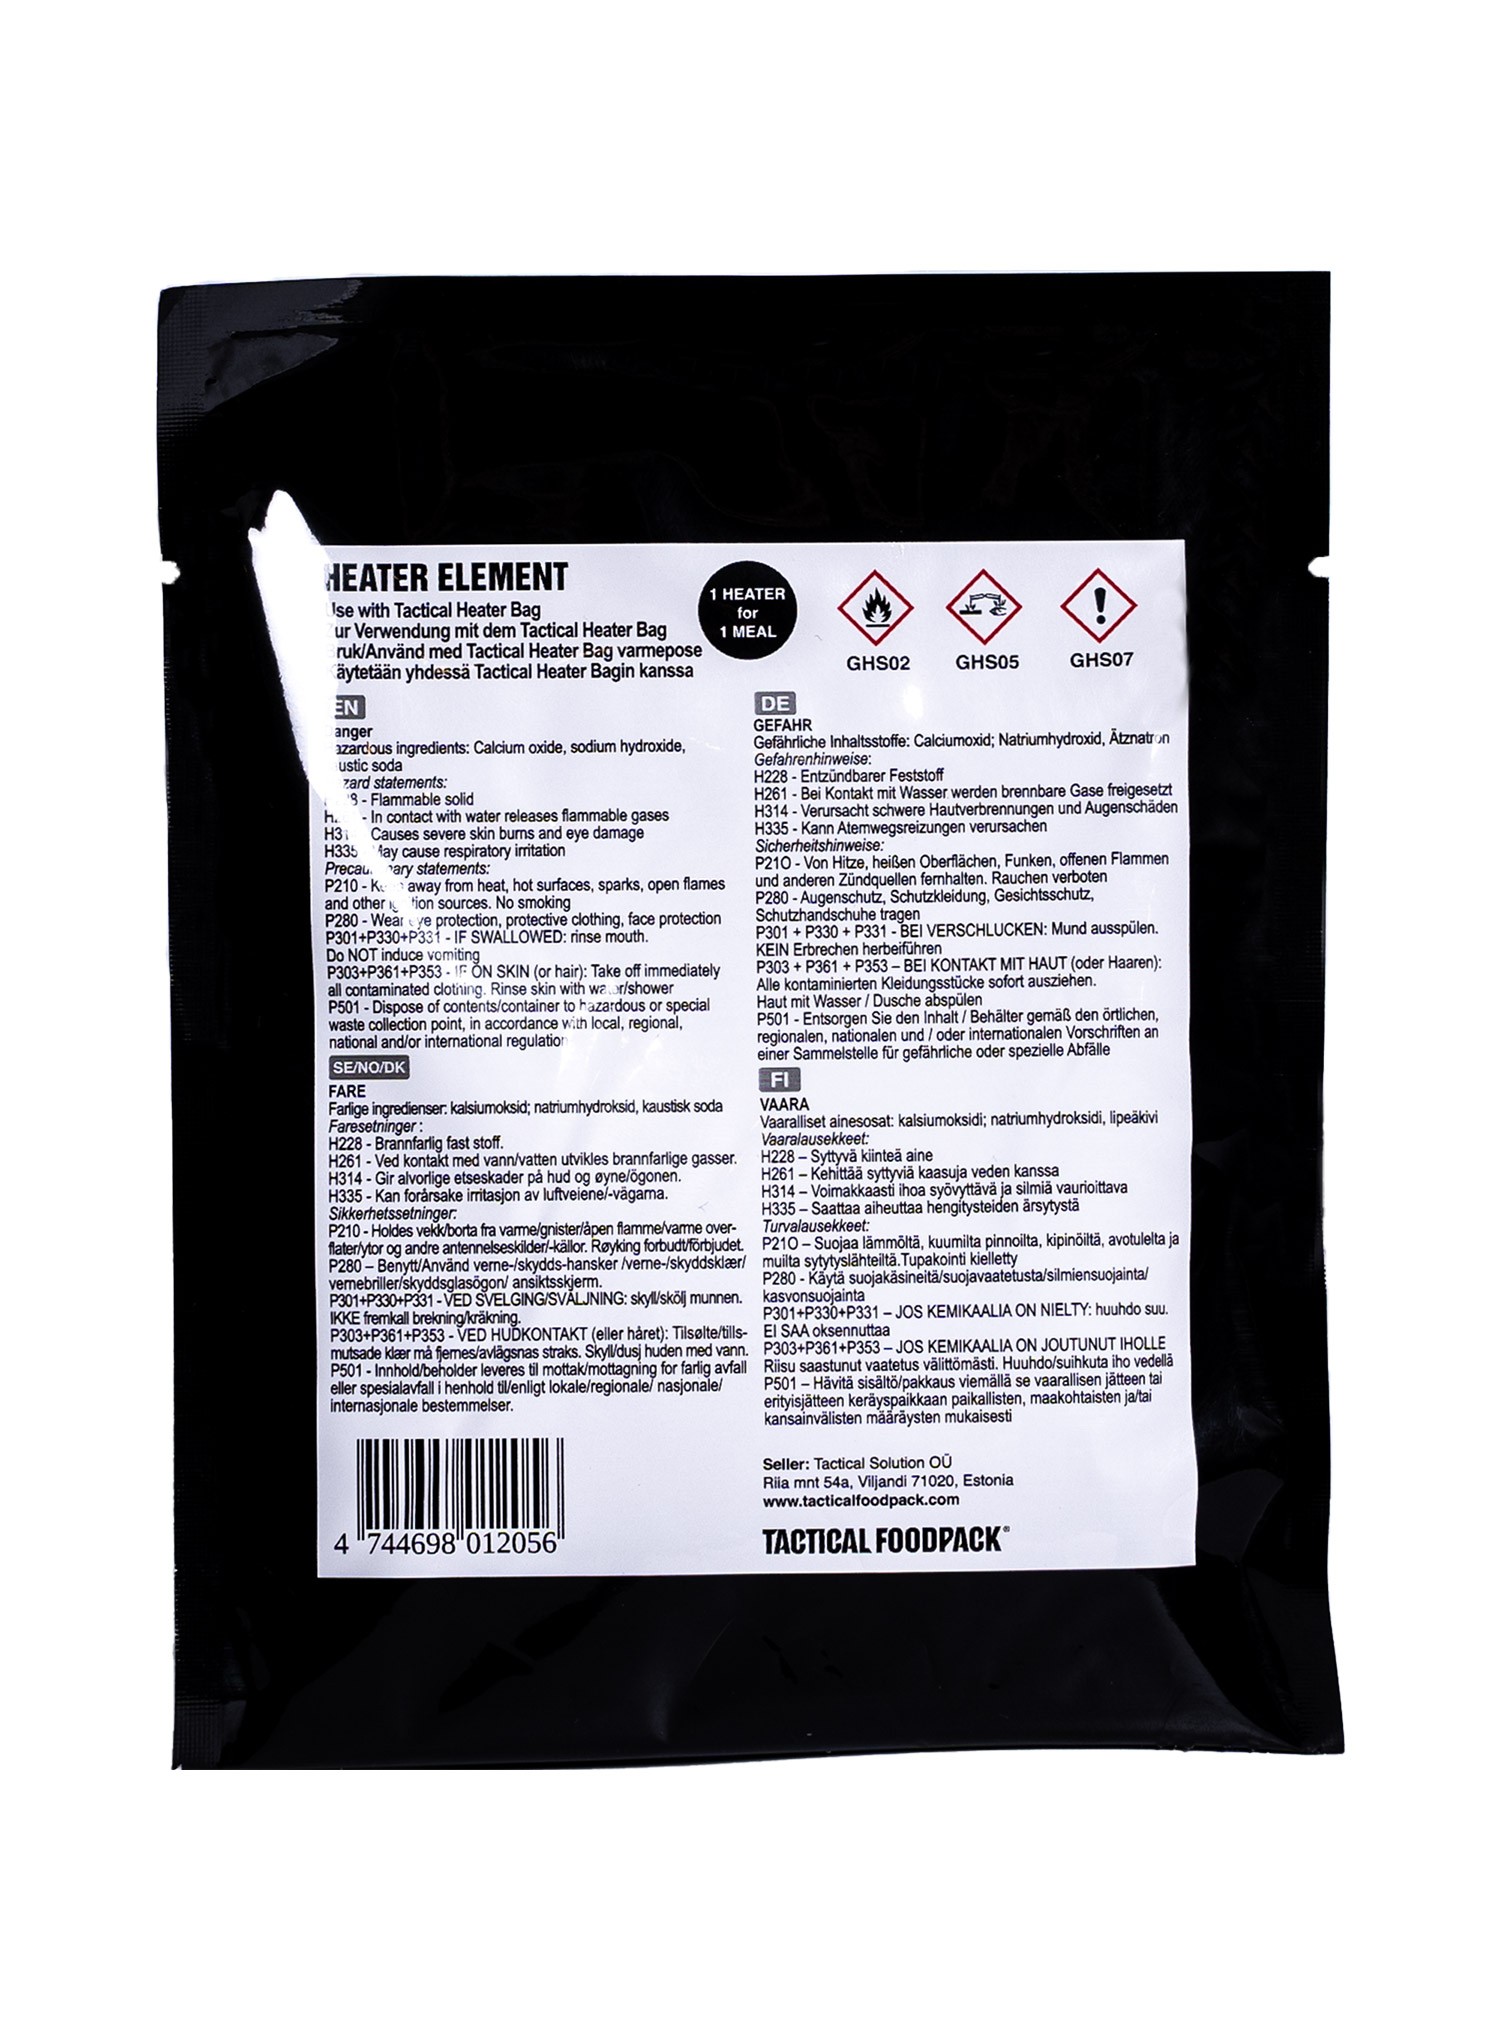 HEATER ELEMENT
Use with Tactical Heater Bag
ur Verwendung mit dem Tactical Heater Bag
ruk/Använd med Tactical Heater Bag varmepose
äytetään yhdessä Tactical Heater Bagin kanssa
1 HEATER
for
1 MEAL
GHS02
GHS05
GHS07
EN
anger
azardous ingredients: Calcium oxide, sodium hydroxide,
ustic soda
zard statements:
8 - Flammable solid
- In contact with water releases flammable gases
Causes severe skin burns and eye damage
H335 May cause respiratory irritation
ary statements:
P210 - away from heat, hot surfaces, sparks, open flames
and other sources. No smoking
P280 - Wear eye protection, protective clothing, face protection
P301+P330+P331 - IF SWALLOWED: rinse mouth.
Do NOT induce vomiting
P303+P361+P353 - IF ON SKIN (or hair): Take off immediately
all contaminated clothing. Rinse skin with water/shower
P501 - Dispose of contents/container to hazardous or special
waste collection point, in accordance with local, regional,
national and/or international regulation
SE/NO/DK
FARE
Farlige ingredienser: kalsiumoksid; natriumhydroksid, kaustisk soda
Faresetninger :
H228 - Brannfarlig fast stoff.
H261 - Ved kontakt med vann/vatten utvikles brannfarlige gasser.
H314 - Gir alvorlige etseskader på hud og øyne/ögonen.
H335 - Kan forårsake irritasjon av luftveiene/-vägarna.
Sikkerhetssetninger:
P210 - Holdes vekk/borta fra varme/gnister/åpen flamme/varme over-
flater/ytor og andre antennelseskilder/-källor. Røyking forbudt/förbjudet.
P280 – Benytt/Använd verne-/skydds-hansker /verne-/skyddsklær/
vernebriller/skyddsglasögon/ ansiktsskjerm.
P301+P330+P331 - VED SVELGING/SVÄLJNING: skyll/skölj munnen.
IKKE fremkall brekning/kräkning.
P303+P361+P353 - VED HUDKONTAKT (eller håret): Tilsølte/tills-
mutsade klær må fjernes/avlägsnas straks. Skyll/dusj huden med vann.
P501 - Innhold/beholder leveres til mottak/mottagning for farlig avfall
eller spesialavfall i henhold til/enligt lokale/regionale/ nasjonale/
internasjonale bestemmelser.
4 744698 012056
DE
GEFAHR
Gefährliche Inhaltsstoffe: Calciumoxid; Natriumhydroxid, Ätznatron
Gefahrenhinweise:
H228 - Entzündbarer Feststoff
H261 - Bei Kontakt mit Wasser werden brennbare Gase freigesetzt
H314 - Verursacht schwere Hautverbrennungen und Augenschäden
H335 - Kann Atemwegsreizungen verursachen
Sicherheitshinweise:
P21O - Von Hitze, heißen Oberflächen, Funken, offenen Flammen
und anderen Zündquellen fernhalten. Rauchen verboten
P280 - Augenschutz, Schutzkleidung, Gesichtsschutz,
Schutzhandschuhe tragen
P301 + P330 + P331 - BEI VERSCHLUCKEN: Mund ausspülen.
KEIN Erbrechen herbeiführen
P303 + P361 + P353 – BEI KONTAKT MIT HAUT (oder Haaren):
Alle kontaminierten Kleidungsstücke sofort ausziehen.
Haut mit Wasser / Dusche abspülen
P501 - Entsorgen Sie den Inhalt / Behälter gemäß den örtlichen,
regionalen, nationalen und / oder internationalen Vorschriften an
einer Sammelstelle für gefährliche oder spezielle Abfälle
FI
VAARA
Vaaralliset ainesosat: kalsiumoksidi; natriumhydroksidi, lipeäkivi
Vaaralausekkeet:
H228 – Syttyvä kiinteä aine
H261 – Kehittää syttyviä kaasuja veden kanssa
H314 – Voimakkaasti ihoa syövyttävä ja silmiä vaurioittava
H335 – Saattaa aiheuttaa hengitysteiden ärsytystä
Turvalausekkeet:
P21O – Suojaa lämmöltä, kuumilta pinnoilta, kipinöiltä, avotulelta ja
muilta sytytyslähteiltä.Tupakointi kielletty
P280 - Käytä suojakäsineitä/suojavaatetusta/silmiensuojainta/
kasvonsuojainta
P301+P330+P331 – JOS KEMIKAALIA ON NIELTY: huuhdo suu.
EI SAA oksennuttaa
P303+P361+P353 – JOS KEMIKAALIA ON JOUTUNUT IHOLLE
Riisu saastunut vaatetus välittömästi. Huuhdo/suihkuta iho vedellä
P501 – Hävitä sisältö/pakkaus viemällä se vaarallisen jätteen tai
erityisjätteen keräyspaikkaan paikallisten, maakohtaisten ja/tai
kansainvälisten määräysten mukaisesti
Seller: Tactical Solution OÜ
Riia mnt 54a, Viljandi 71020, Estonia
www.tacticalfoodpack.com
TACTICAL FOODPACK®